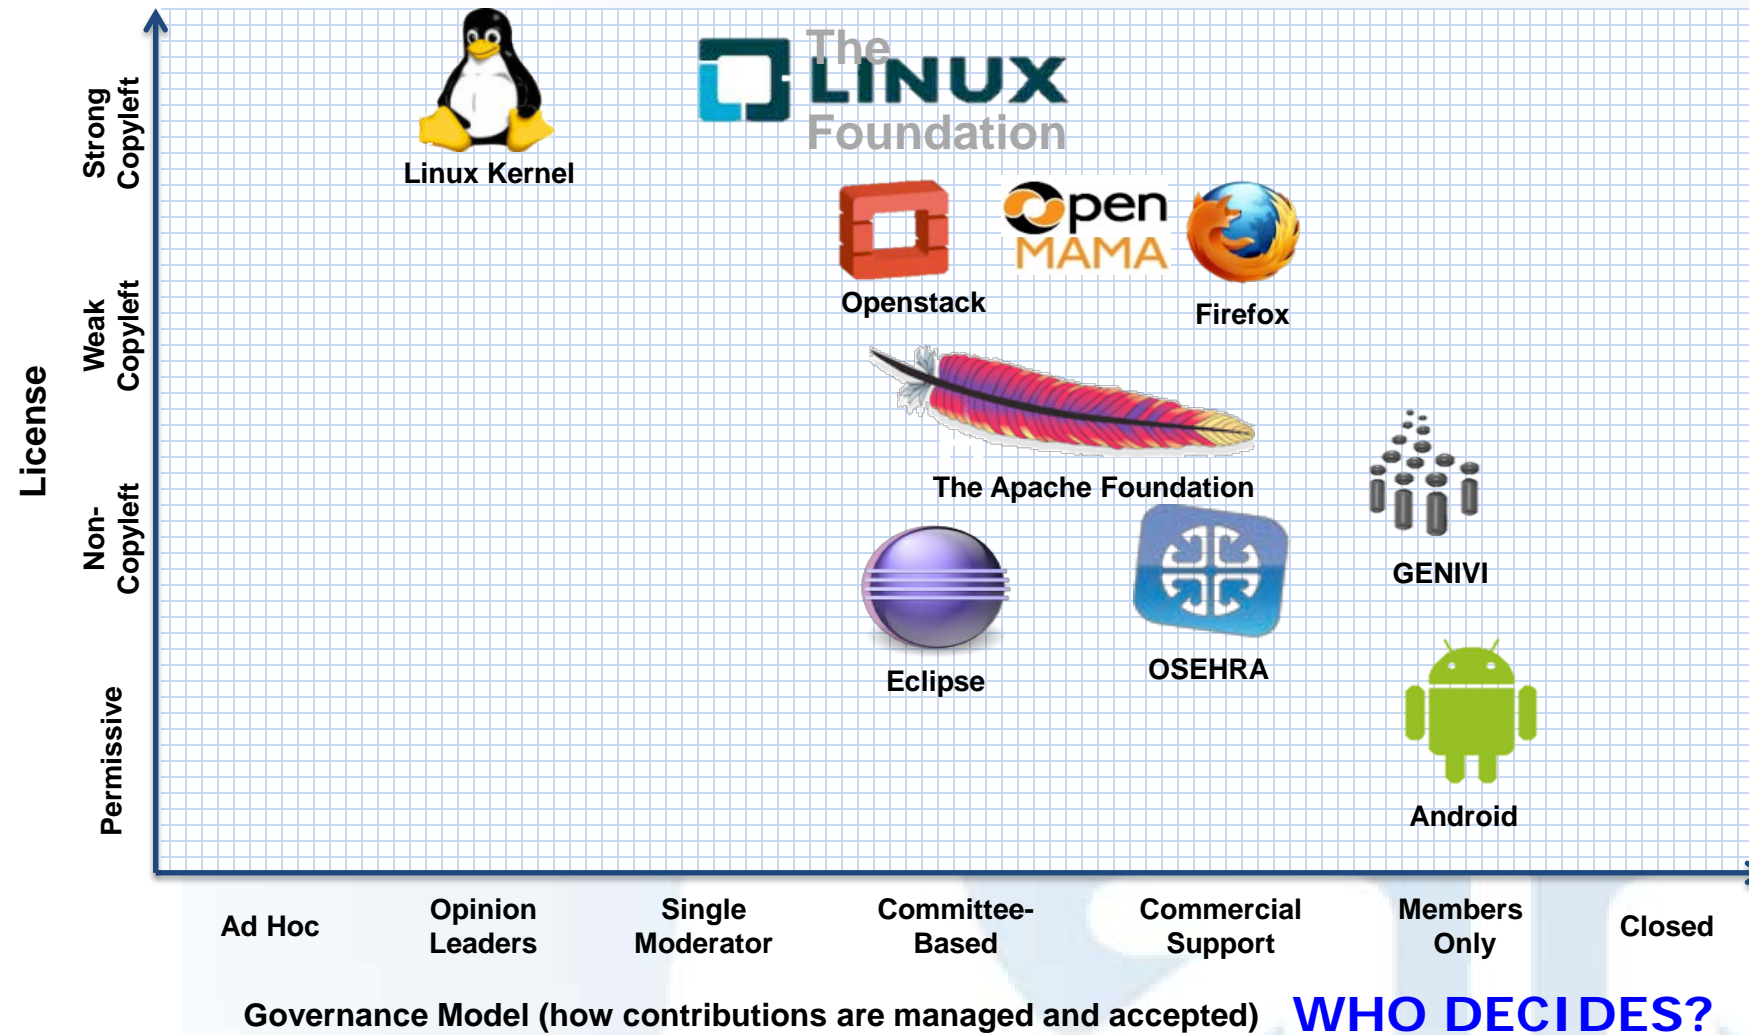 The
LINUX
Foundation
Strong
Copyleft
Linux Kernel
Open
MAMA
Openstack
Firefox
Weak
Copyleft
License
The Apache Foundation
Non-
Copyleft
GENIVI
Eclipse
OSEHRA
Permissive
Android
Ad Hoc
Opinion
Leaders
Single
Moderator
Committee-
Based
Commercial
Support
Members
Only
Closed
Governance Model (how contributions are managed and accepted)
WHO DECIDES?